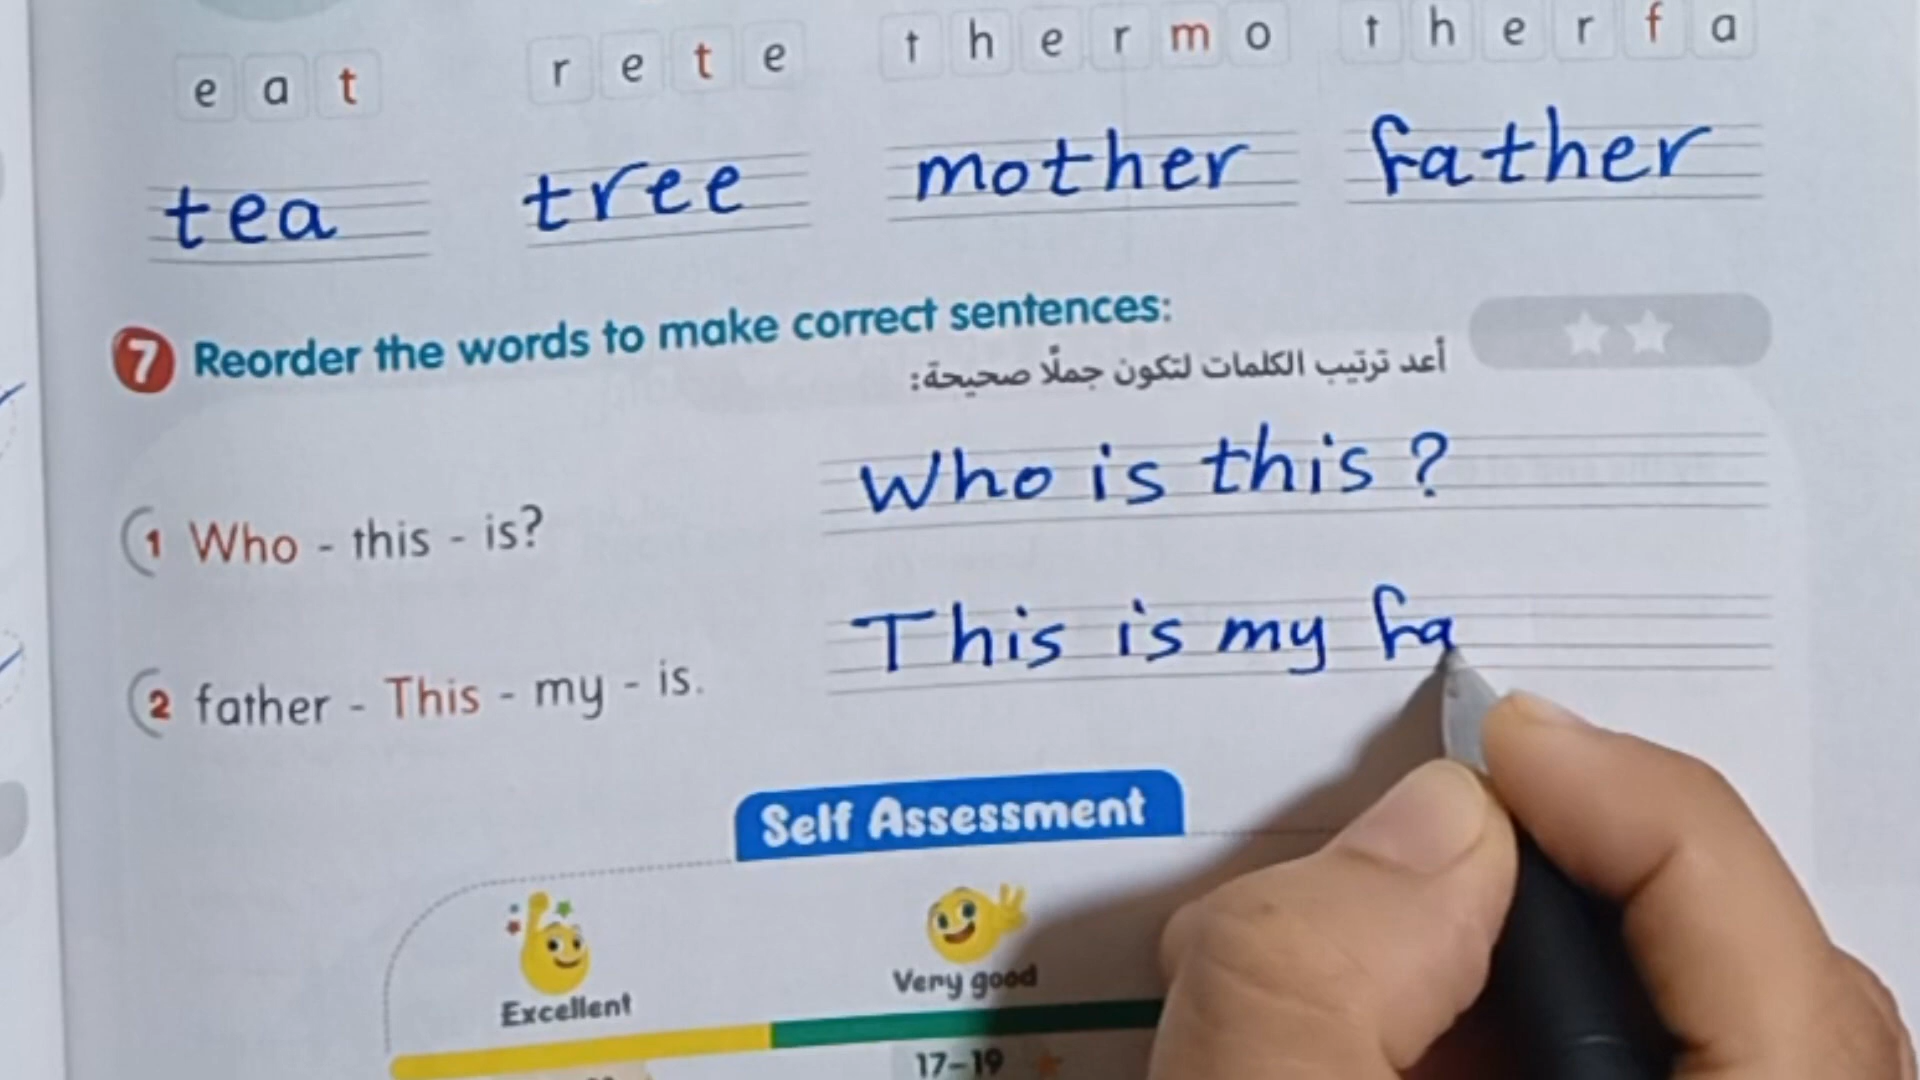 e a t r e t e t h e r m o t h e r f a
tea tree mother father
7 Reorder the words to make correct sentences:
أعد ترتيب الكلمات لتكون جملًا صحيحة:
Who is this ?
1 Who - this - is?
This is my fa
2 father - This - my - is.
Self Assessment
Excellent Very good
17-19